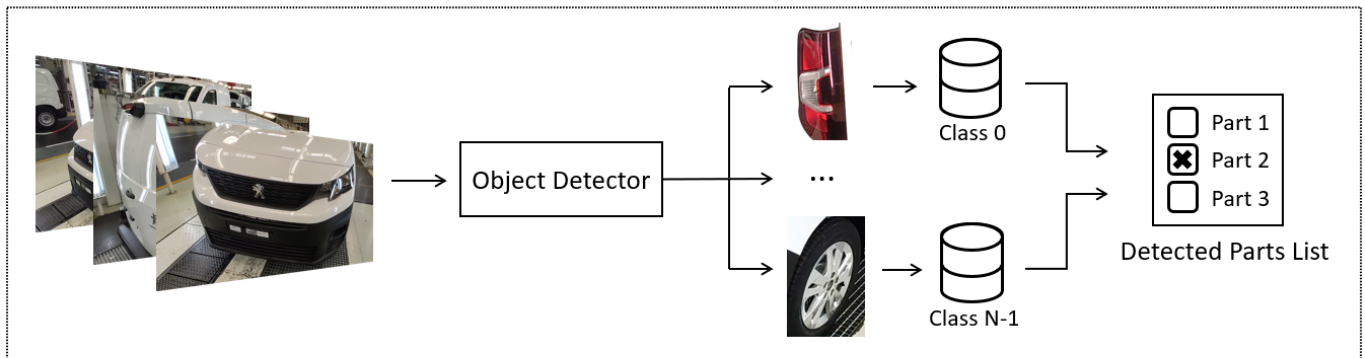 Object Detector
...
Class 0
Class N-1
Part 1
Part 2
Part 3
Detected Parts List